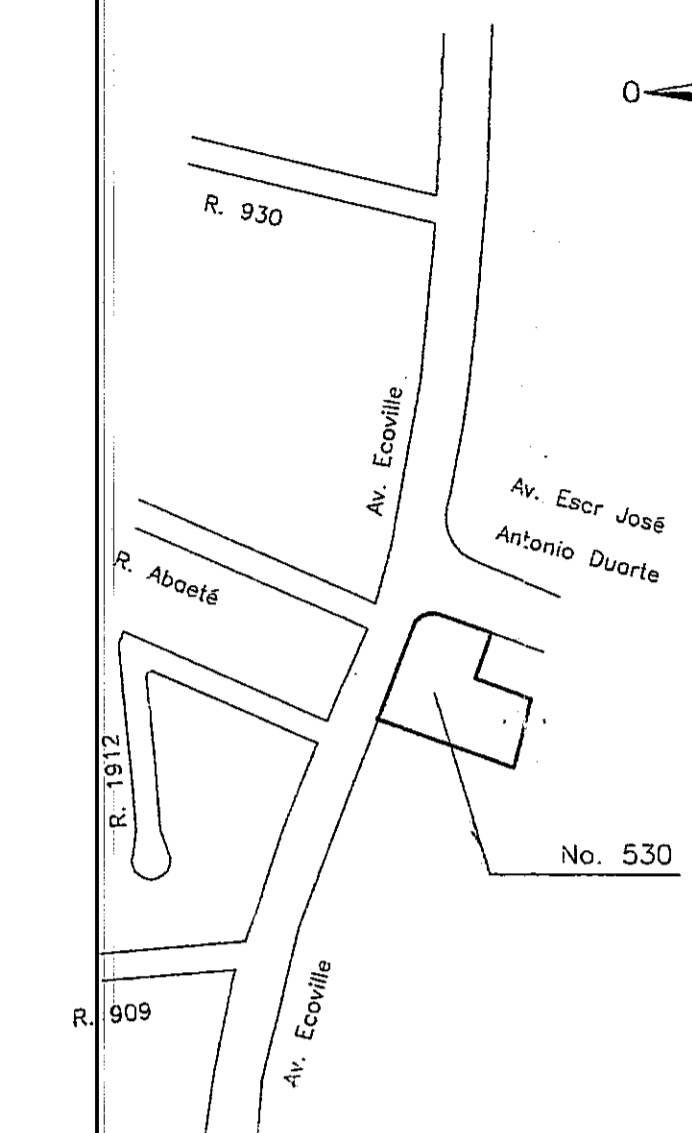 O
R. 930
Av. Ecoville
Av. Escr José
Antonio Duarte
R. Abaeté
R. 1912
No. 530
R. 909
Av. Ecoville